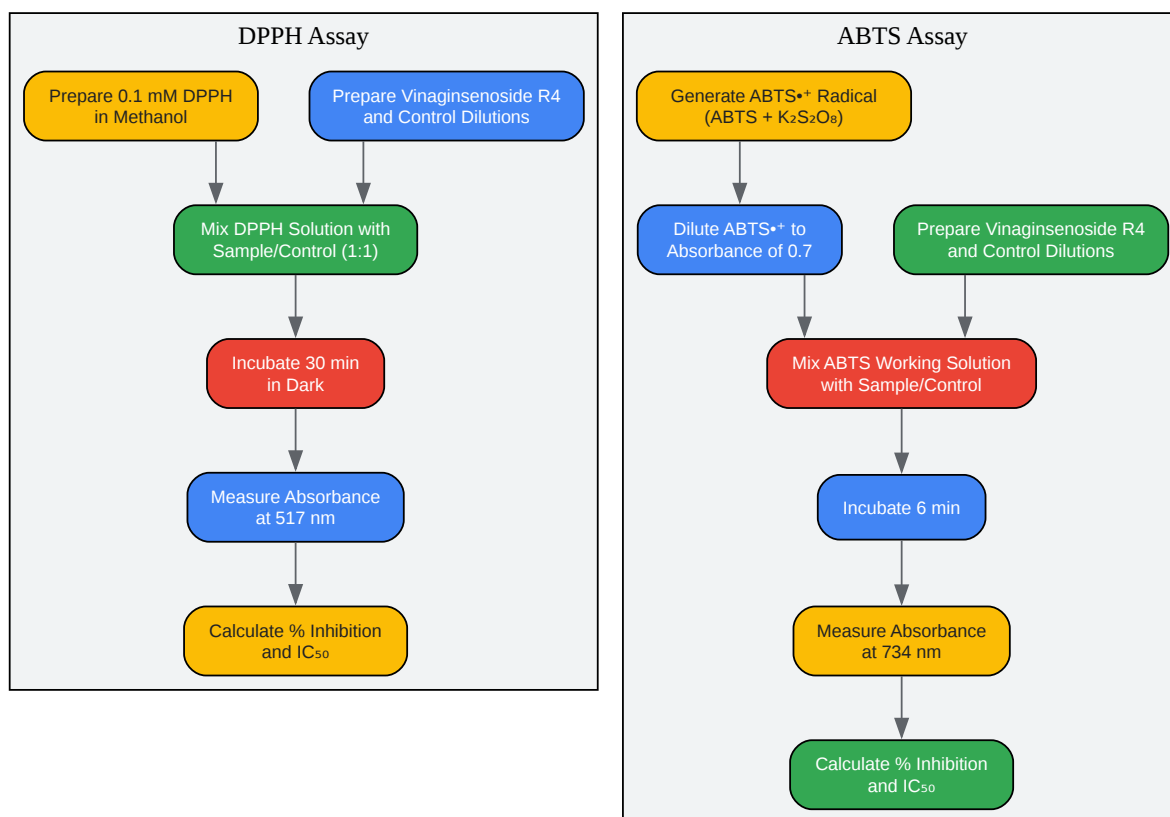 DPPH Assay
Prepare 0.1 mM DPPH
in Methanol
Prepare Vinaginsenoside R4
and Control Dilutions
Mix DPPH Solution with
Sample/Control (1:1)
Incubate 30 min
in Dark
Measure Absorbance
at 517 nm
Calculate % Inhibition
and IC₅₀
ABTS Assay
Generate ABTS•⁺ Radical
(ABTS + K₂S₂O₈)
Dilute ABTS•⁺ to
Absorbance of 0.7
Prepare Vinaginsenoside R4
and Control Dilutions
Mix ABTS Working Solution
with Sample/Control
Incubate 6 min
Measure Absorbance
at 734 nm
Calculate % Inhibition
and IC₅₀